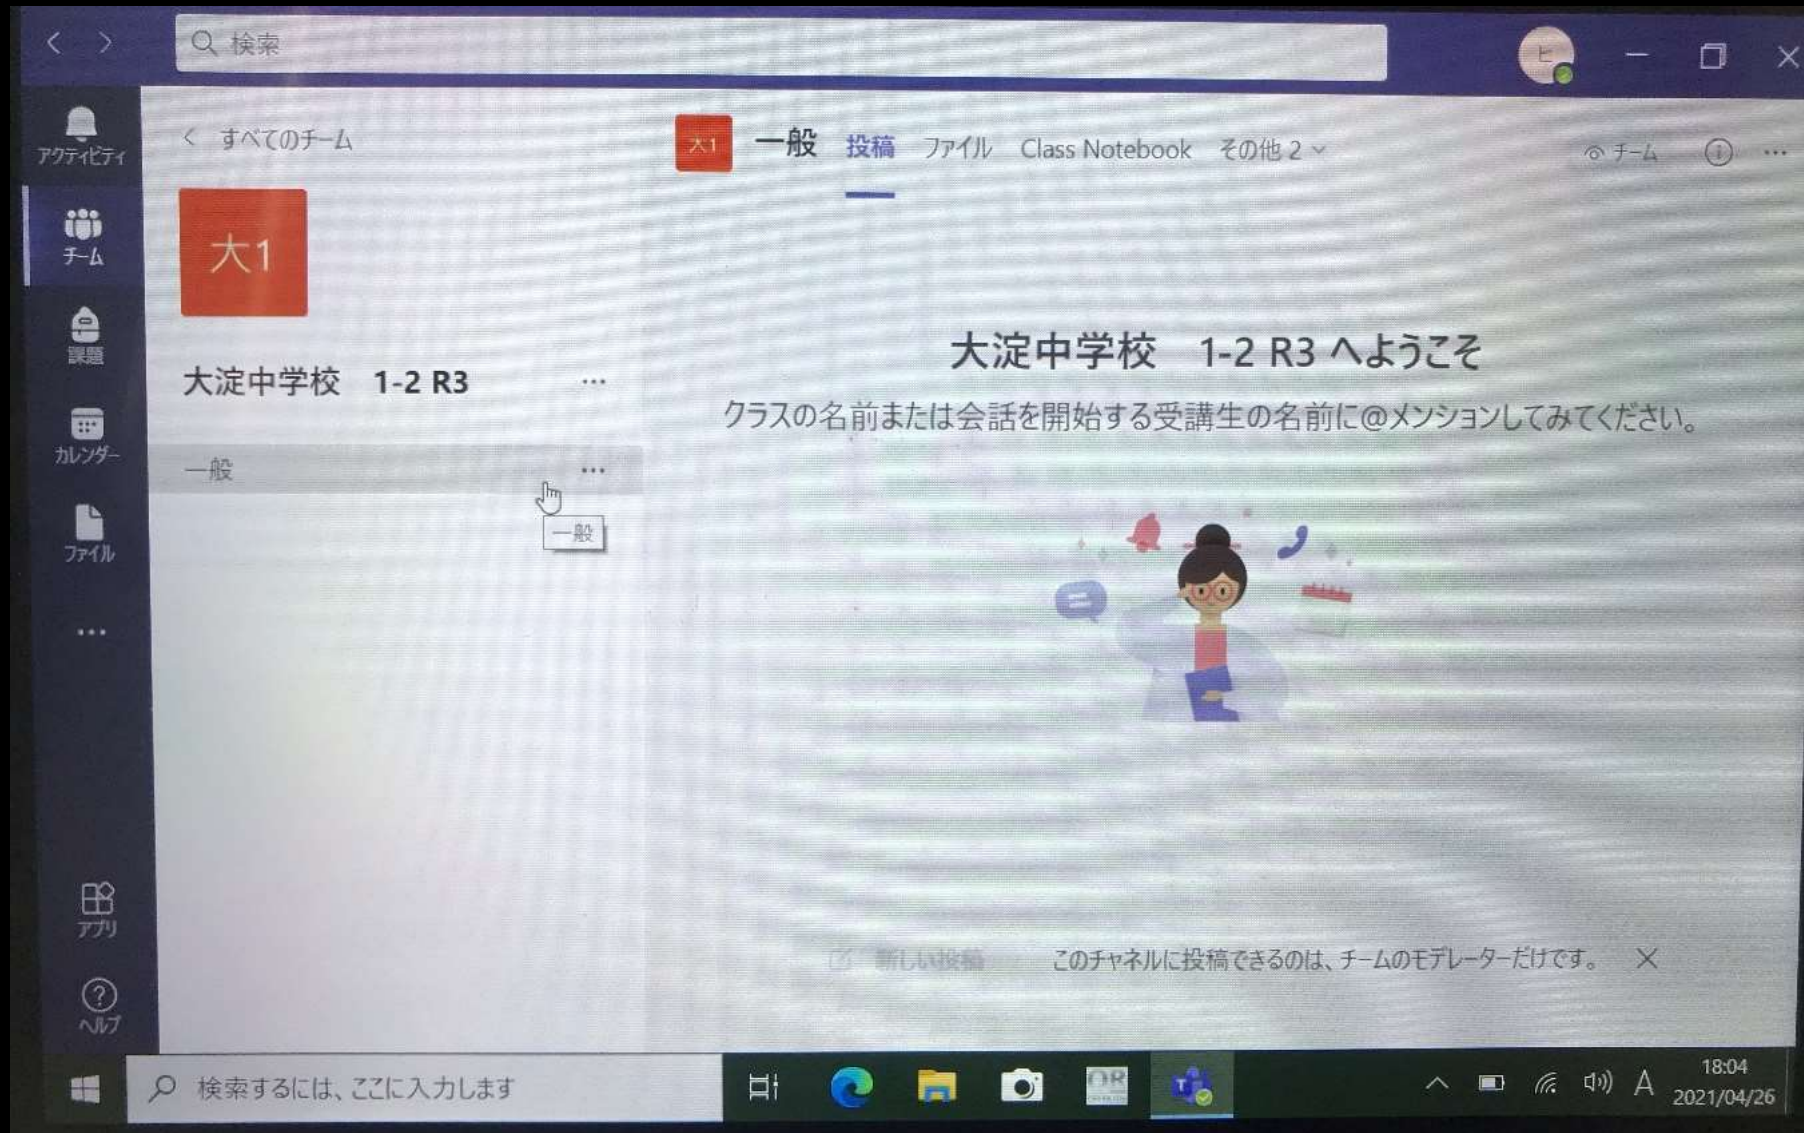 検索
ヒ
アクティビティ
チーム
課題
カレンダー
ファイル
アプリ
ヘルプ
すべてのチーム
大1
大淀中学校　1-2 R3
一般
一般
大1
一般 投稿 ファイル Class Notebook その他 2
チーム
大淀中学校　1-2 R3 へようこそ
クラスの名前または会話を開始する受講生の名前に@メンションしてみてください。
新しい投稿 このチャネルに投稿できるのは、チームのモデレーターだけです。
検索するには、ここに入力します
OR
A
18:04
2021/04/26